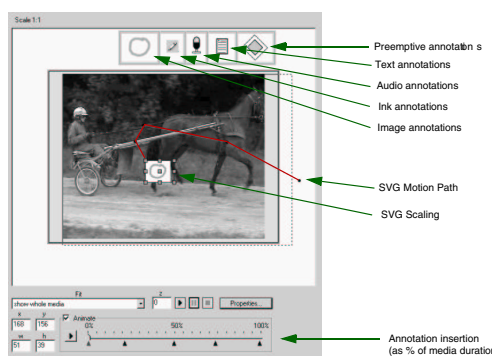 Scale 1:1
Preemptive annotation s
Text annotations
Audio annotations
Ink annotations
Image annotations
SVG Motion Path
SVG Scaling
Fit
z
show whole media
0
Properties...
x
y
168
156
w
h
51
39
Animate
0%
50%
100%
Annotation insertion
(as % of media duration